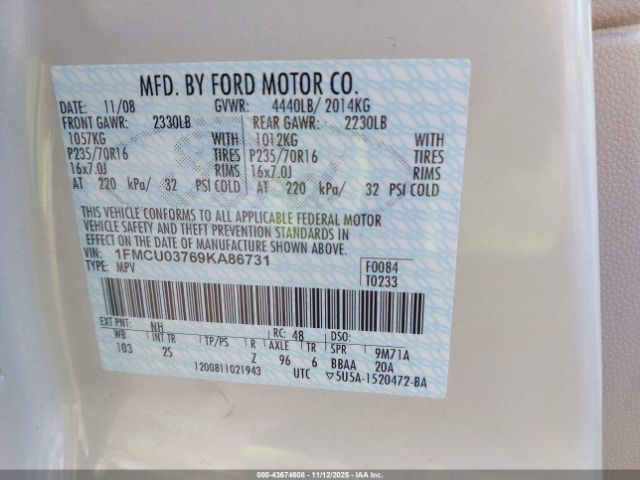 MFD. BY FORD MOTOR CO.
DATE: 11/08 GVWR: 4440LB/ 2014KG
FRONT GAWR: 2330LB REAR GAWR: 2230LB
1057KG WITH 1012KG WITH
P235/70R16 TIRES P235/70R16 TIRES
16x7.0J RIMS 16x7.0J RIMS
AT 220 kPa/ 32 PSI COLD AT 220 kPa/ 32 PSI COLD
THIS VEHICLE CONFORMS TO ALL APPLICABLE FEDERAL MOTOR
VEHICLE SAFETY AND THEFT PREVENTION STANDARDS IN
EFFECT ON THE DATE OF MANUFACTURE SHOWN ABOVE.
VIN: 1FMCU03769KA86731 F0084
TYPE: MPV T0233
EXT PNT: NH RC: 48 DSO:
WB INT TR TP/PS R AXLE TR SPR 9M71A
103 2S Z 96 6 BBAA 20A
1200811021943 UTC ▽5U5A-1520472-BA
000-43674608 - 11/12/2025 - IAA Inc. All Rights Reserved